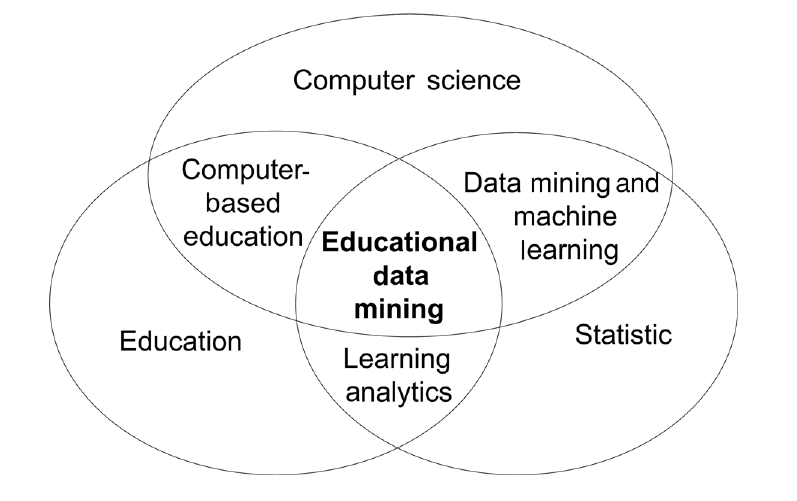 Computer science
Computer-
based
education
Data mining and
machine
learning
Educational
data
mining
Education
Statistic
Learning
analytics